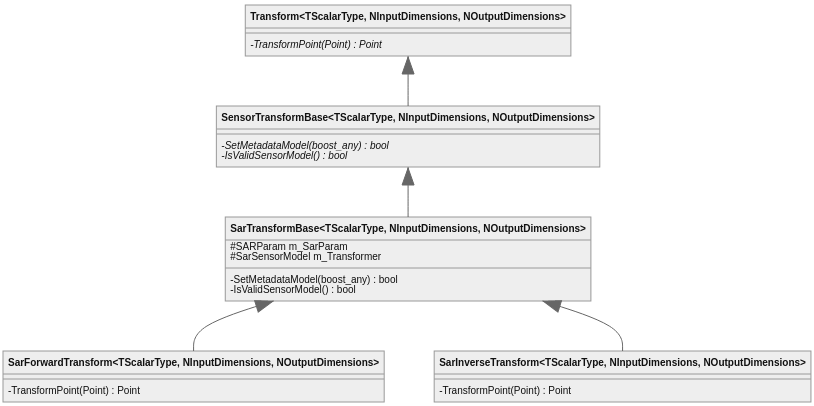 Transform<TScalarType, NInputDimensions, NOutputDimensions>
-TransformPoint(Point) : Point
SensorTransformBase<TScalarType, NInputDimensions, NOutputDimensions>
-SetMetadataModel(boost_any) : bool
-IsValidSensorModel() : bool
SarTransformBase<TScalarType, NInputDimensions, NOutputDimensions>
#SARParam m_SarParam
#SarSensorModel m_Transformer
-SetMetadataModel(boost_any) : bool
-IsValidSensorModel() : bool
SarForwardTransform<TScalarType, NInputDimensions, NOutputDimensions>
-TransformPoint(Point) : Point
SarInverseTransform<TScalarType, NInputDimensions, NOutputDimensions>
-TransformPoint(Point) : Point